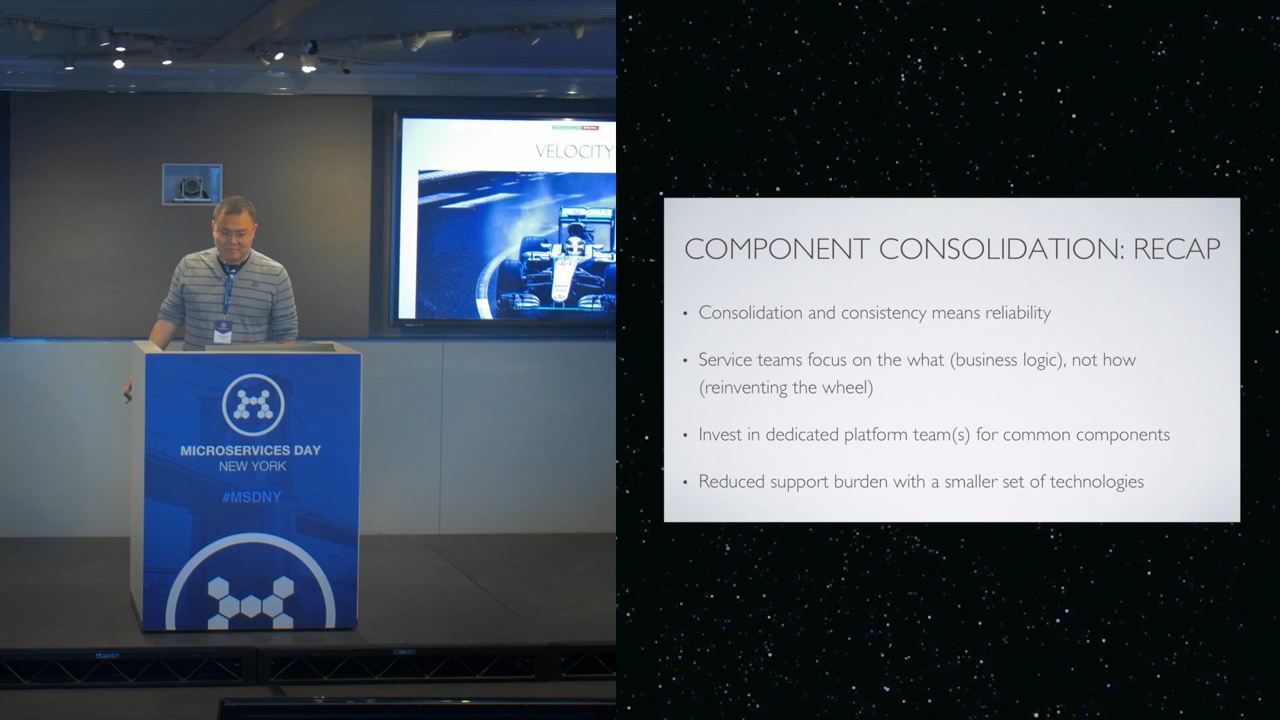 VELOCITY
MICROSERVICES DAY
NEW YORK
#MSDNY
COMPONENT CONSOLIDATION: RECAP
• Consolidation and consistency means reliability
• Service teams focus on the what (business logic), not how
(reinventing the wheel)
• Invest in dedicated platform team(s) for common components
• Reduced support burden with a smaller set of technologies